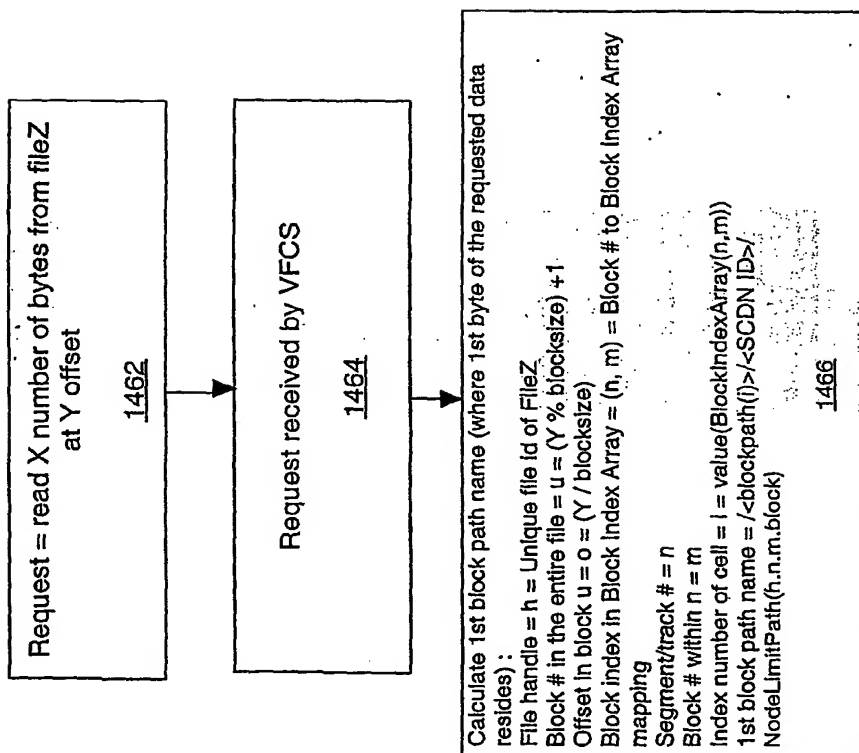 Request = read X number of bytes from fileZ
at Y offset
1462
Request received by VFCS
1464
Calculate 1st block path name (where 1st byte of the requested data
resides) :
File handle = h = Unique file id of FileZ
Block # in the entire file = u = (Y % blocksize) +1
Offset in block u = o = (Y / blocksize)
Block index in Block Index Array = (n, m) = Block # to Block Index Array
mapping
Segment/track # = n
Block # within n = m
Index number of cell = i = value(BlockIndexArray(n,m))
1st block path name = /<blockpath(i)>/<SCDN ID>/
NodeLimitPath(h.n.m.block)
1466